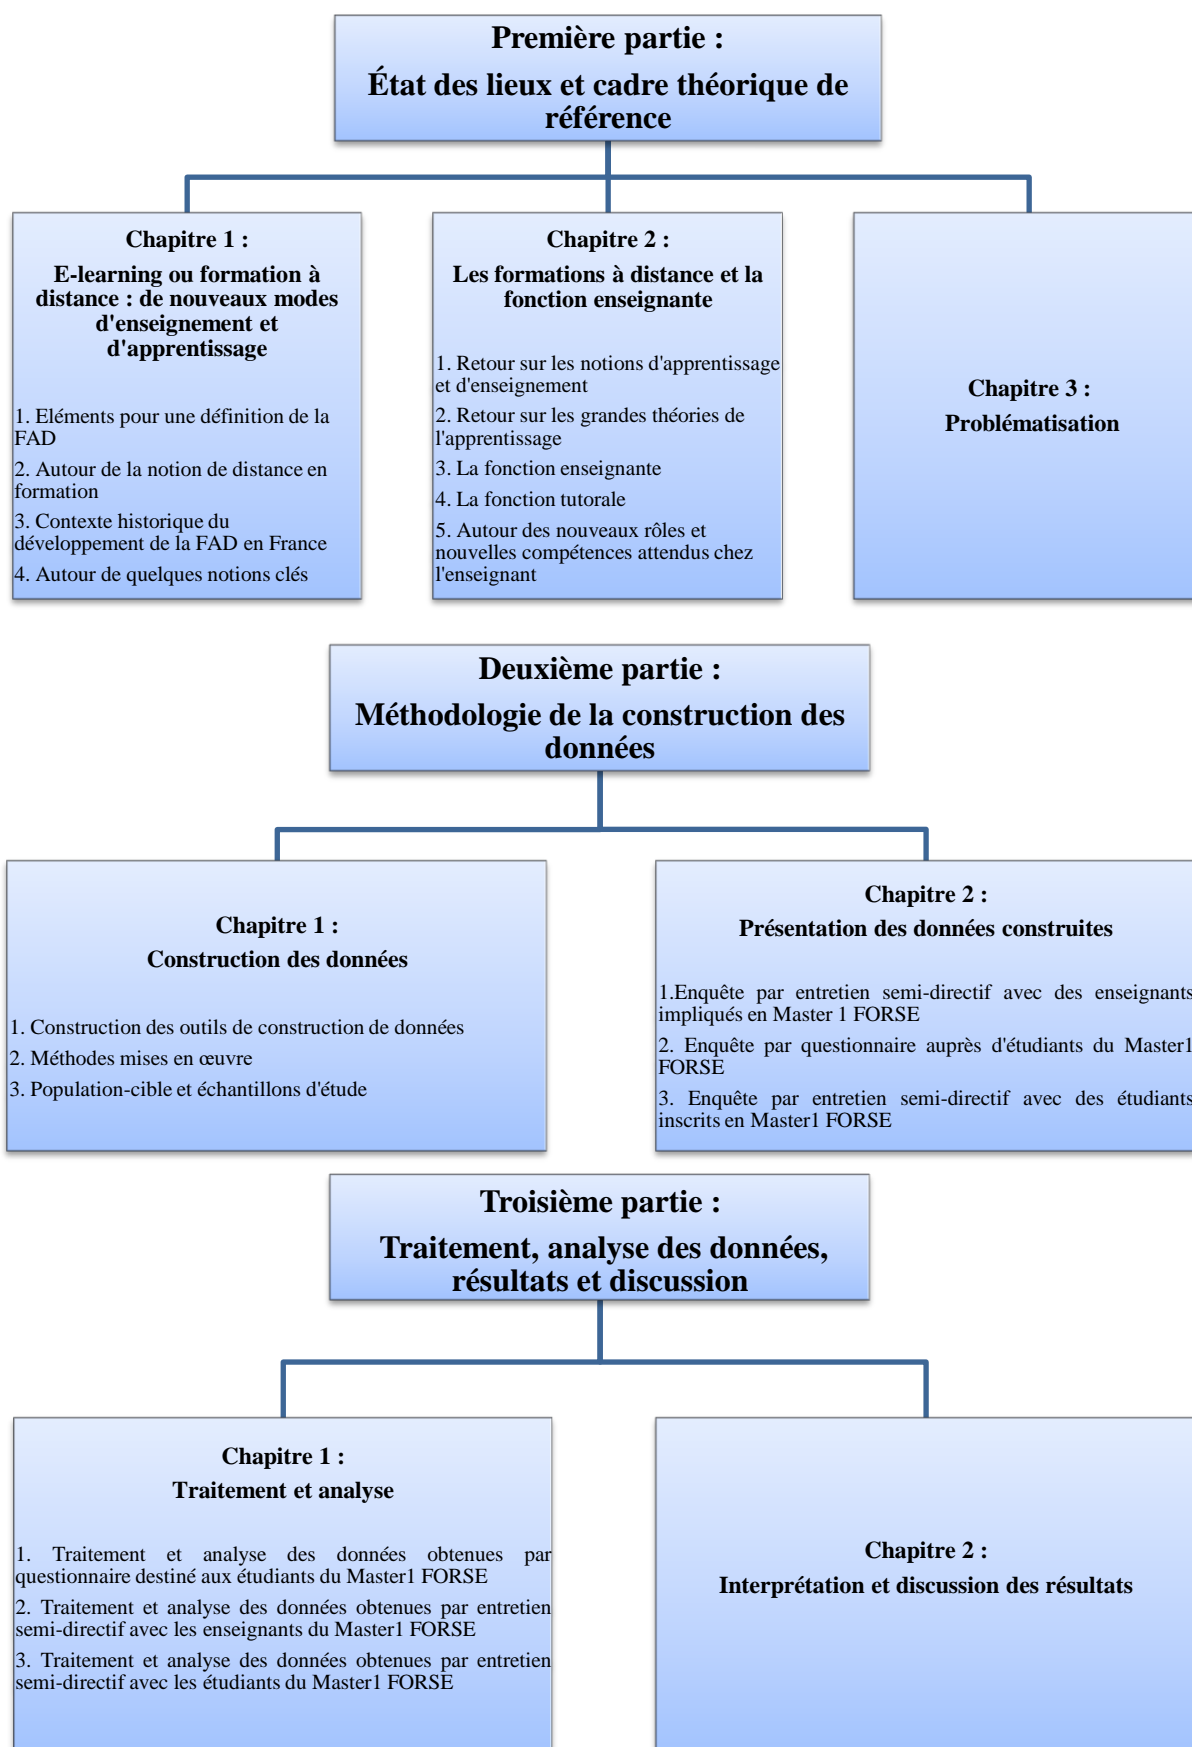 Première partie :
État des lieux et cadre théorique de
référence
Chapitre 1 :
E-learning ou formation à
distance : de nouveaux modes
d'enseignement et
d'apprentissage
1. Eléments pour une définition de la
FAD
2. Autour de la notion de distance en
formation
3. Contexte historique du
développement de la FAD en France
4. Autour de quelques notions clés
Chapitre 2 :
Les formations à distance et la
fonction enseignante
1. Retour sur les notions d'apprentissage
et d'enseignement
2. Retour sur les grandes théories de
l'apprentissage
3. La fonction enseignante
4. La fonction tutorale
5. Autour des nouveaux rôles et
nouvelles compétences attendus chez
l'enseignant
Chapitre 3 :
Problématisation
Deuxième partie :
Méthodologie de la construction des
données
Chapitre 1 :
Construction des données
1. Construction des outils de construction de données
2. Méthodes mises en œuvre
3. Population-cible et échantillons d'étude
Chapitre 2 :
Présentation des données construites
1.Enquête par entretien semi-directif avec des enseignants
impliqués en Master 1 FORSE
2. Enquête par questionnaire auprès d'étudiants du Master1
FORSE
3. Enquête par entretien semi-directif avec des étudiants
inscrits en Master1 FORSE
Troisième partie :
Traitement, analyse des données,
résultats et discussion
Chapitre 1 :
Traitement et analyse
1. Traitement et analyse des données obtenues par
questionnaire destiné aux étudiants du Master1 FORSE
2. Traitement et analyse des données obtenues par entretien
semi-directif avec les enseignants du Master1 FORSE
3. Traitement et analyse des données obtenues par entretien
semi-directif avec les étudiants du Master1 FORSE
Chapitre 2 :
Interprétation et discussion des résultats